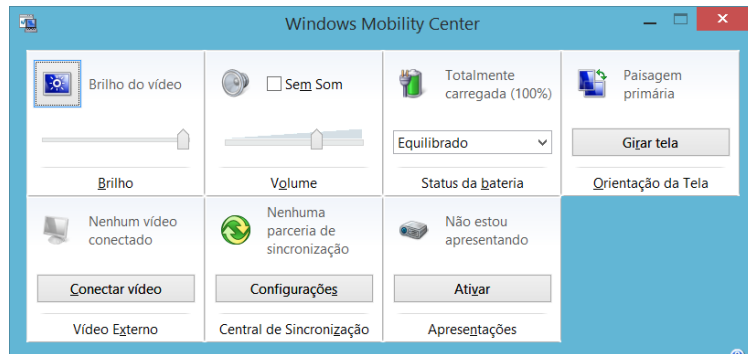 Windows Mobility Center
Brilho do vídeo
Brilho
Sem Som
Volume
Totalmente
carregada (100%)
Equilibrado
Status da bateria
Paisagem
primária
Girar tela
Orientação da Tela
Nenhum vídeo
conectado
Conectar vídeo
Vídeo Externo
Nenhuma
parceria de
sincronização
Configurações
Central de Sincronização
Não estou
apresentando
Ativar
Apresentações